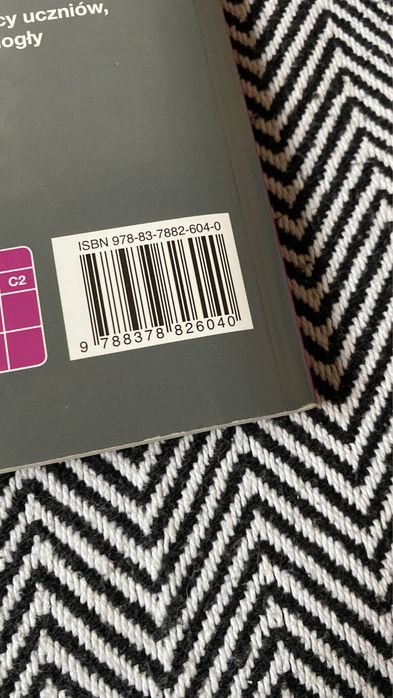 cy uczniów,
ogły
ISBN 978-83-7882-604-0
C2
9 788378 826040